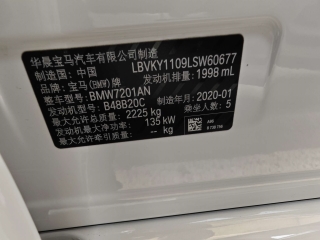 华晨宝马汽车有限公司制造
制造国：中国
LBVKY1109LSW60677
品牌：宝马(BMW)牌
发动机排量：1998 mL
整车型号：BMW7201AN
发动机型号：B48B20C
最大允许总质量：2225 kg
制造年月：2020-01
发动机最大净功率：135 kW
乘坐人数：5
最大允许牵引质量：-- kg